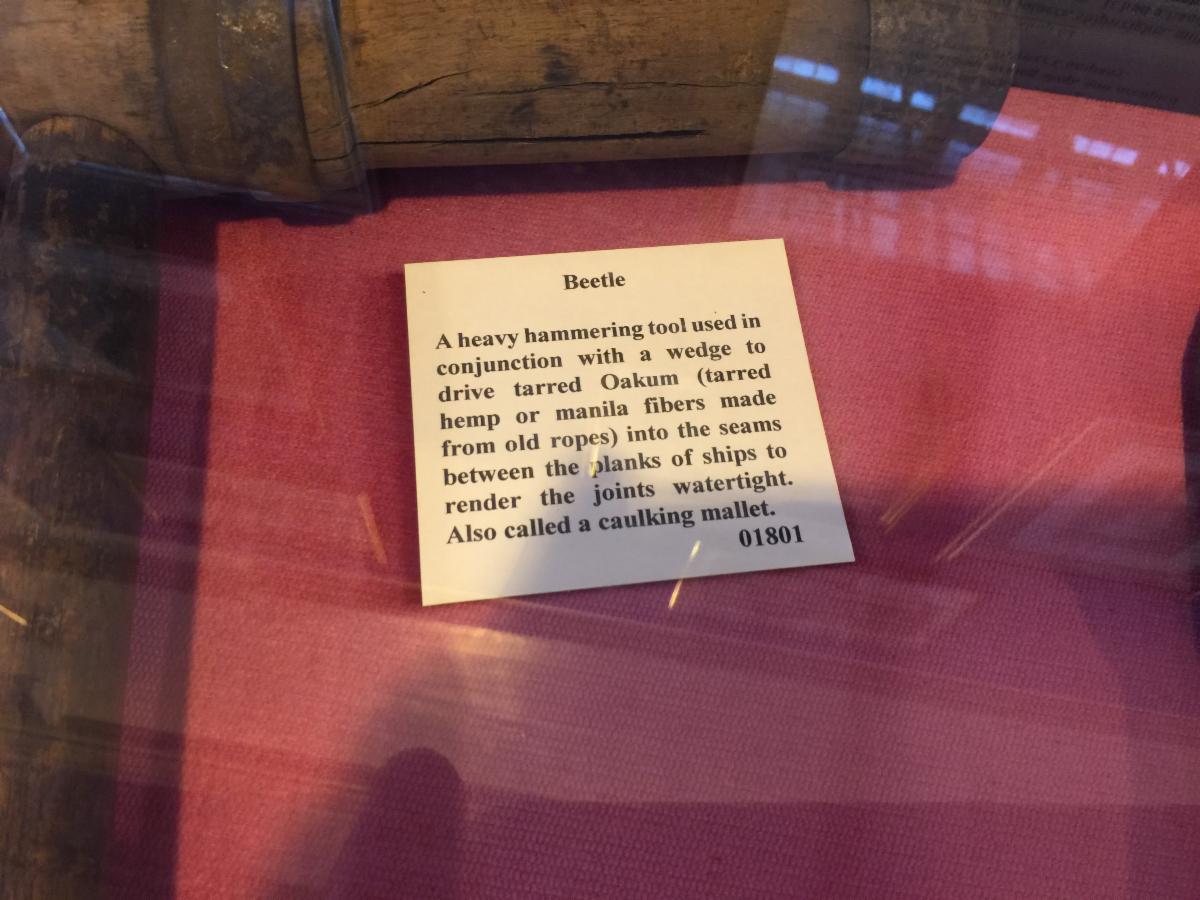 Beetle
A heavy hammering tool used in
conjunction with a wedge to
drive tarred Oakum (tarred
hemp or manila fibers made
from old ropes) into the seams
between the planks of ships to
render the joints watertight.
Also called a caulking mallet.
01801